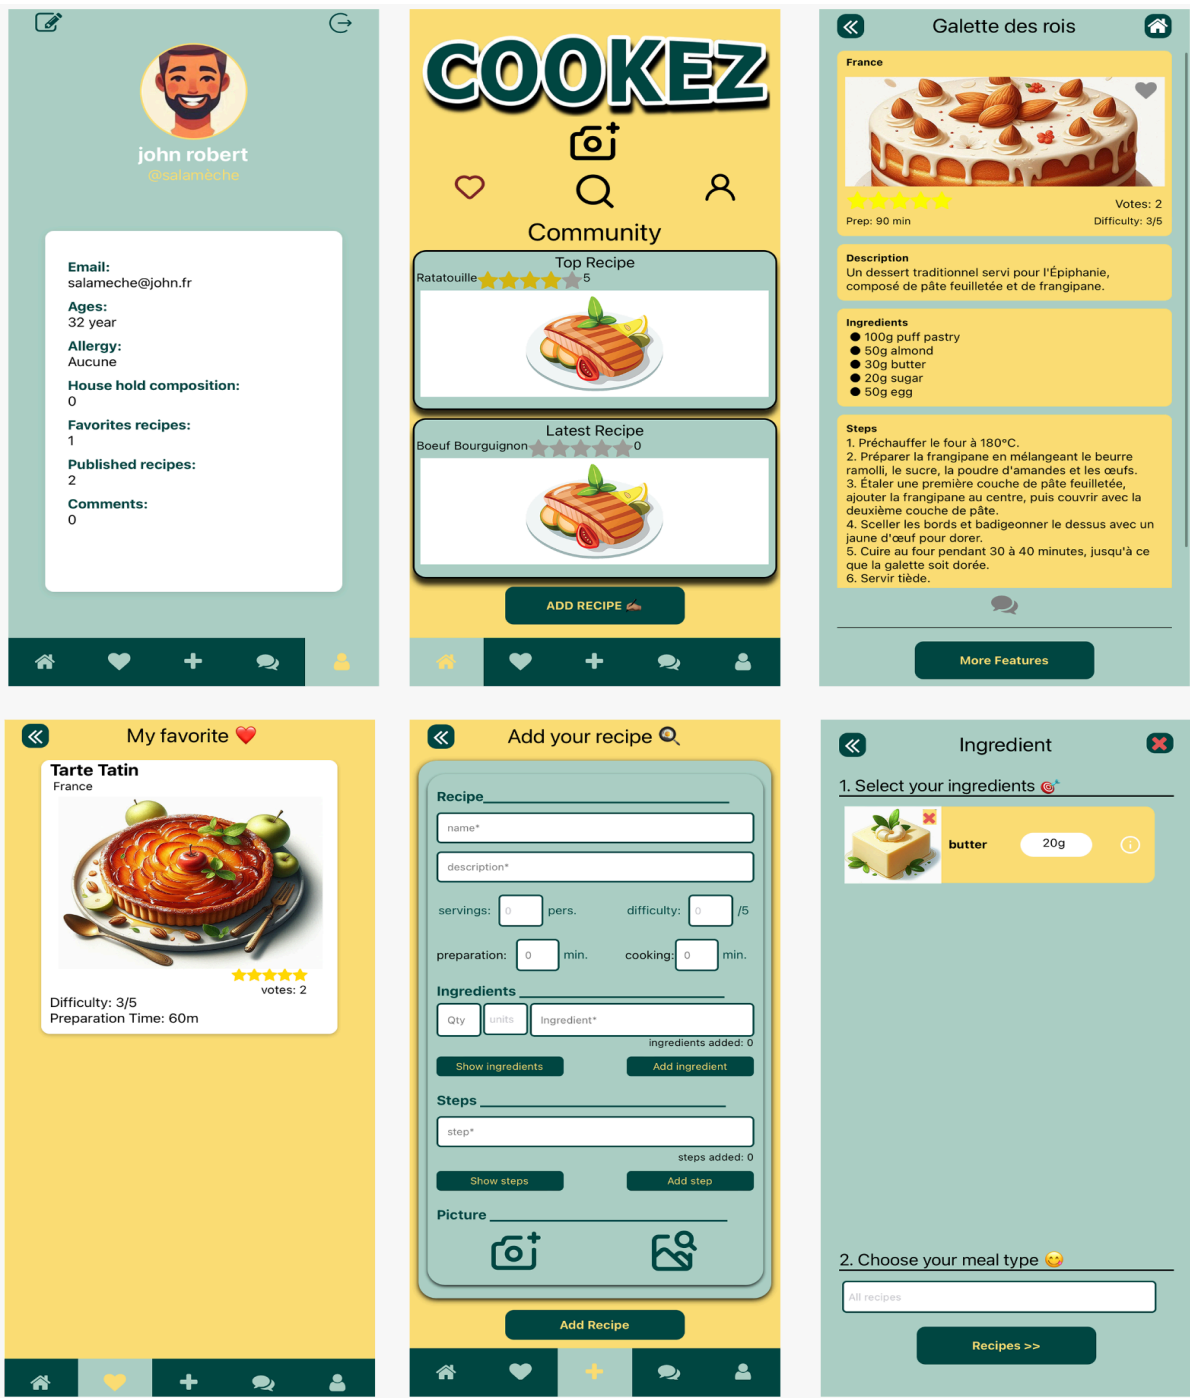 john robert
@salamèche
Email:
salameche@john.fr
Ages:
32 year
Allergy:
Aucune
House hold composition:
0
Favorites recipes:
1
Published recipes:
2
Comments:
0
COOKEZ
Community
Top Recipe
Ratatouille 5
Latest Recipe
Boeuf Bourguignon 0
ADD RECIPE ✍🏾
Galette des rois
France
Votes: 2
Prep: 90 min Difficulty: 3/5
Description
Un dessert traditionnel servi pour l'Épiphanie,
composé de pâte feuilletée et de frangipane.
Ingredients
● 100g puff pastry
● 50g almond
● 30g butter
● 20g sugar
● 50g egg
Steps
1. Préchauffer le four à 180°C.
2. Préparer la frangipane en mélangeant le beurre
ramolli, le sucre, la poudre d'amandes et les œufs.
3. Étaler une première couche de pâte feuilletée,
ajouter la frangipane au centre, puis couvrir avec la
deuxième couche de pâte.
4. Sceller les bords et badigeonner le dessus avec un
jaune d'œuf pour dorer.
5. Cuire au four pendant 30 à 40 minutes, jusqu'à ce
que la galette soit dorée.
6. Servir tiède.
More Features
My favorite ❤️
Tarte Tatin
France
votes: 2
Difficulty: 3/5
Preparation Time: 60m
Add your recipe 🍳
Recipe
name*
description*
servings: 0 pers. difficulty: 0 /5
preparation: 0 min. cooking: 0 min.
Ingredients
Qty units Ingredient*
ingredients added: 0
Show ingredients Add ingredient
Steps
step*
steps added: 0
Show steps Add step
Picture
Add Recipe
Ingredient
1. Select your ingredients 🎯
butter 20g
2. Choose your meal type 😋
All recipes
Recipes >>